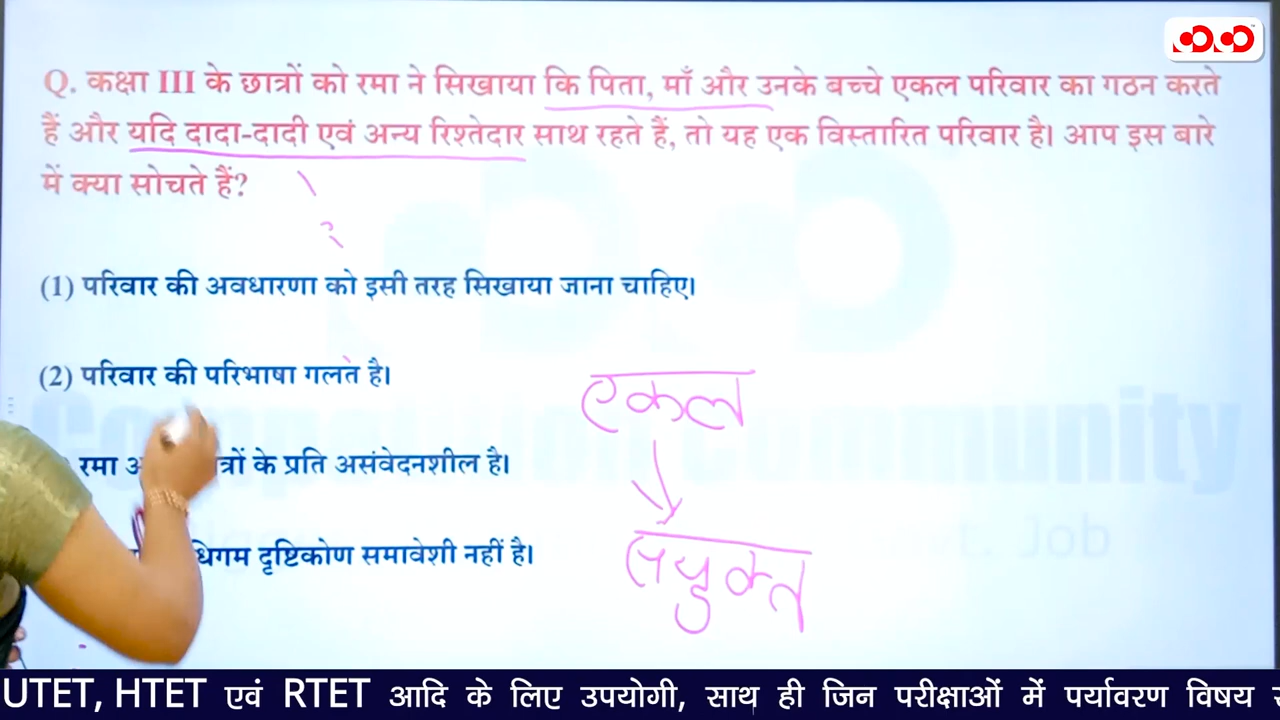 Q. कक्षा III के छात्रों को रमा ने सिखाया कि पिता, माँ और उनके बच्चे एकल परिवार का गठन करते
हैं और यदि दादा-दादी एवं अन्य रिश्तेदार साथ रहते हैं, तो यह एक विस्तारित परिवार है। आप इस बारे
में क्या सोचते हैं?
(1) परिवार की अवधारणा को इसी तरह सिखाया जाना चाहिए।
(2) परिवार की परिभाषा गलत है।
एकल
रमा त्रों के प्रति असंवेदनशील है।
धिगम दृष्टिकोण समावेशी नहीं है।
संयुक्त
UTET, HTET एवं RTET आदि के लिए उपयोगी, साथ ही जिन परीक्षाओं में पर्यावरण विषय